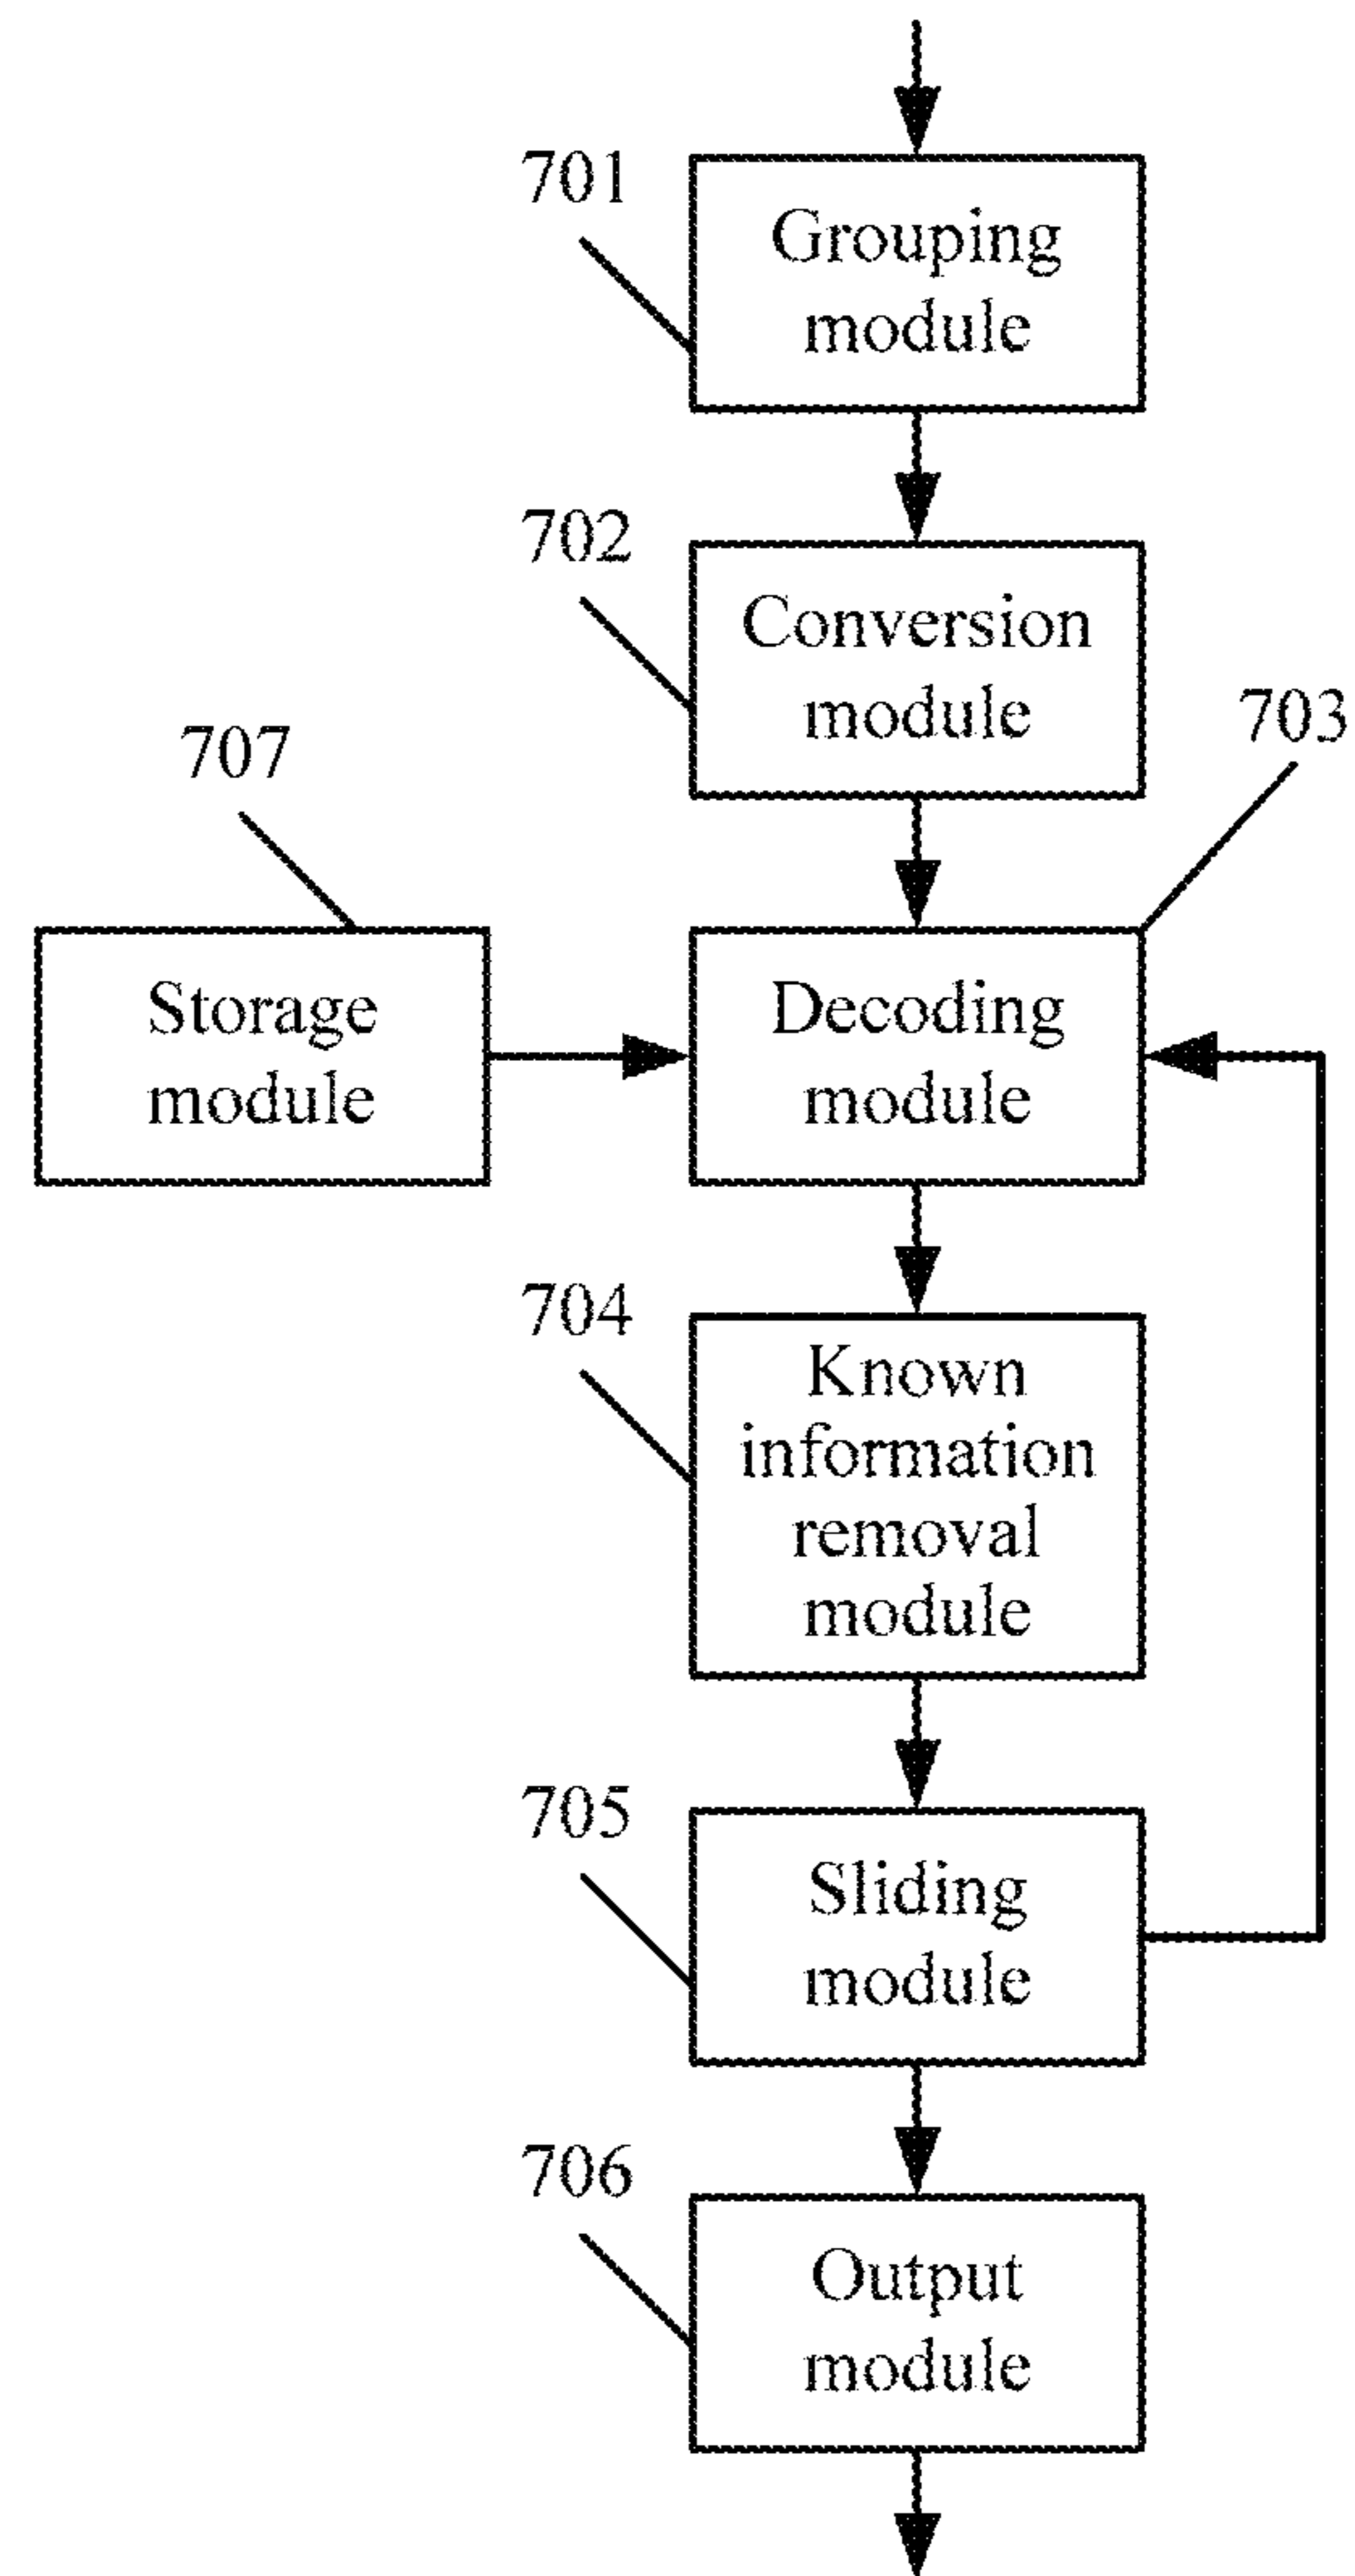 701
Grouping
module
702
Conversion
module
703
707
Storage
module
Decoding
module
704
Known
information
removal
module
705
Sliding
module
706
Output
module